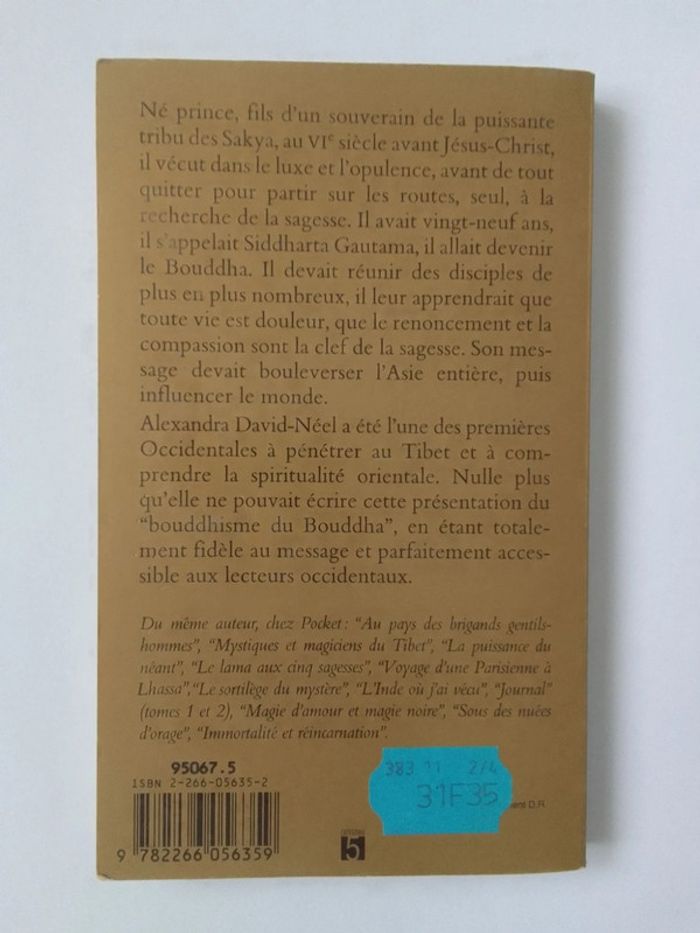 Né prince, fils d'un souverain de la puissante
tribu des Sakya, au VIe siècle avant Jésus-Christ,
il vécut dans le luxe et l'opulence, avant de tout
quitter pour partir sur les routes, seul, à la
recherche de la sagesse. Il avait vingt-neuf ans,
il s'appelait Siddharta Gautama, il allait devenir
le Bouddha. Il devait réunir des disciples de
plus en plus nombreux, il leur apprendrait que
toute vie est douleur, que le renoncement et la
compassion sont la clef de la sagesse. Son mes-
sage devait bouleverser l'Asie entière, puis
influencer le monde.
Alexandra David-Néel a été l'une des premières
Occidentales à pénétrer au Tibet et à com-
prendre la spiritualité orientale. Nulle plus
qu'elle ne pouvait écrire cette présentation du
"bouddhisme du Bouddha", en étant totale-
ment fidèle au message et parfaitement acces-
sible aux lecteurs occidentaux.
Du même auteur, chez Pocket : "Au pays des brigands gentils-
hommes", "Mystiques et magiciens du Tibet", "La puissance du
néant", "Le lama aux cinq sagesses", "Voyage d'une Parisienne à
Lhassa", "Le sortilège du mystère", "L'Inde où j'ai vécu", "Journal"
(tomes 1 et 2), "Magie d'amour et magie noire", "Sous des nuées
d'orage", "Immortalité et réincarnation".
95067.5
ISBN 2-266-05635-2
9 782266 056359
5
383 11 2/4
31F35
D.R.